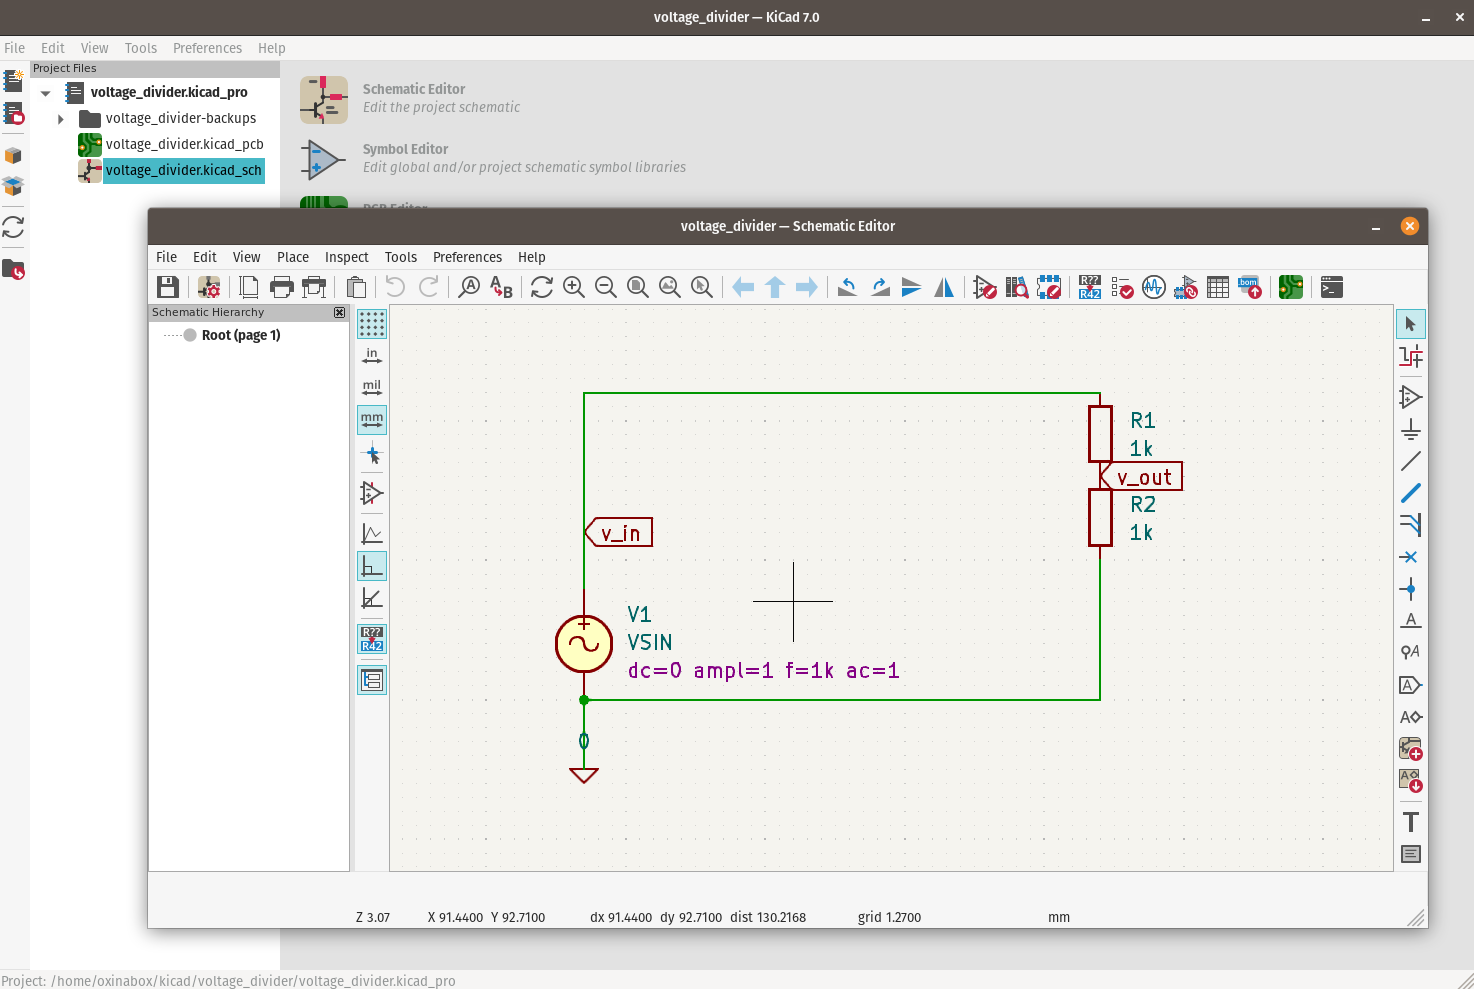 voltage_divider — KiCad 7.0
File Edit View Tools Preferences Help
Project Files
voltage_divider.kicad_pro
voltage_divider-backups
voltage_divider.kicad_pcb
voltage_divider.kicad_sch
Schematic Editor
Edit the project schematic
Symbol Editor
Edit global and/or project schematic symbol libraries
PCB Editor
voltage_divider — Schematic Editor
File Edit View Place Inspect Tools Preferences Help
A A B R?? R42 .bom >_
Schematic Hierarchy
Root (page 1)
in
mil
mm
R??
R42
R1
1k
v_out
R2
1k
v_in
V1
VSIN
dc=0 ampl=1 f=1k ac=1
0
A
A
A
A
A
T
Z 3.07 X 91.4400 Y 92.7100 dx 91.4400 dy 92.7100 dist 130.2168 grid 1.2700 mm
Project: /home/oxinabox/kicad/voltage_divider/voltage_divider.kicad_pro